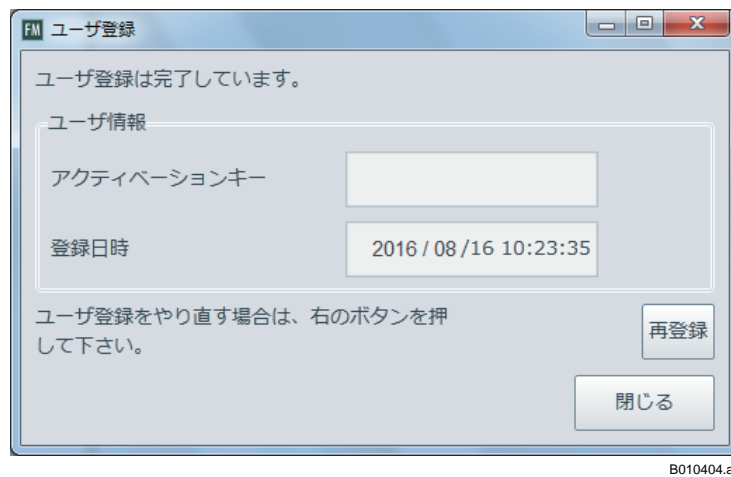 FM ユーザ登録
ユーザ登録は完了しています。
ユーザ情報
アクティベーションキー
登録日時 2016 / 08 /16 10:23:35
ユーザ登録をやり直す場合は、右のボタンを押
して下さい。
再登録
閉じる
B010404.a